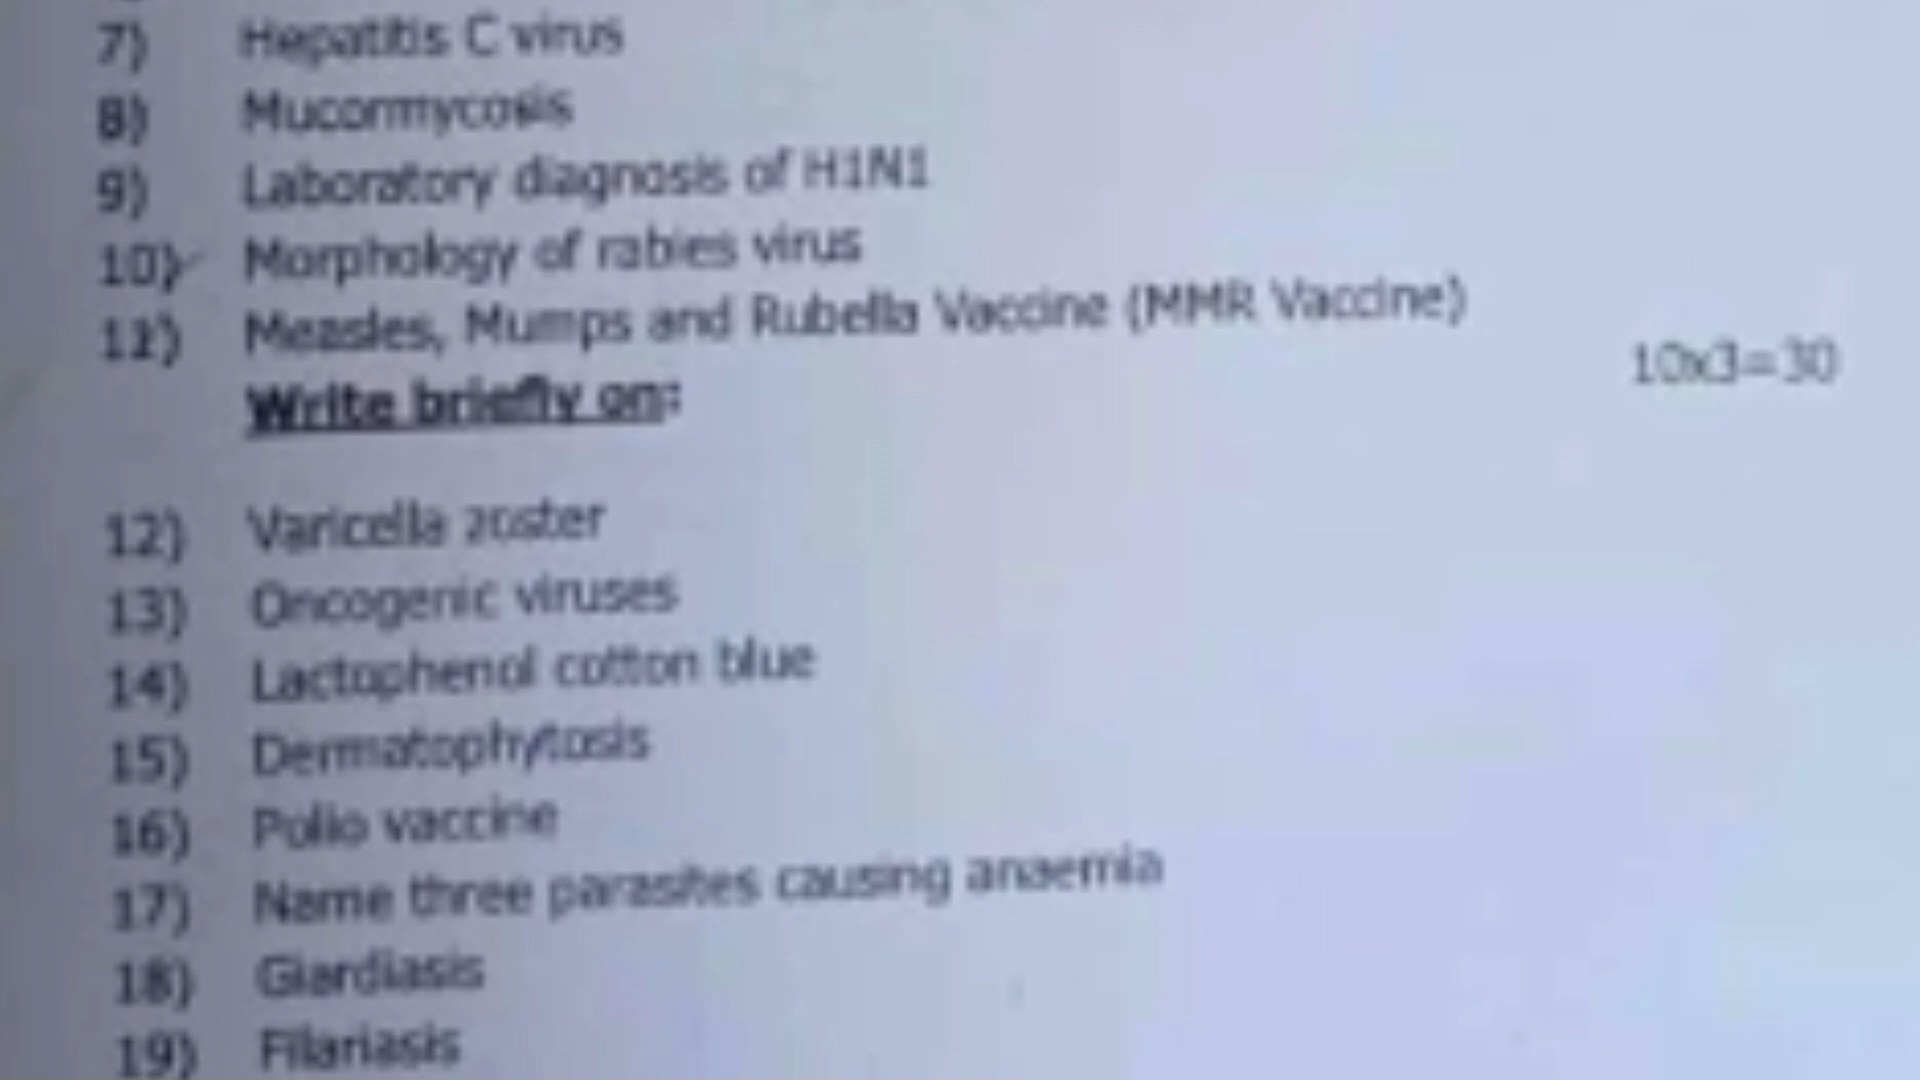 7) Hepatitis C virus
8) Mucormycosis
9) Laboratory diagnosis of H1N1
10) Morphology of rabies virus
11) Measles, Mumps and Rubella Vaccine (MMR Vaccine)
Write briefly on: 10x3=30
12) Varicella zoster
13) Oncogenic viruses
14) Lactophenol cotton blue
15) Dermatophytosis
16) Polio vaccine
17) Name three parasites causing anaemia
18) Giardiasis
19) Filariasis